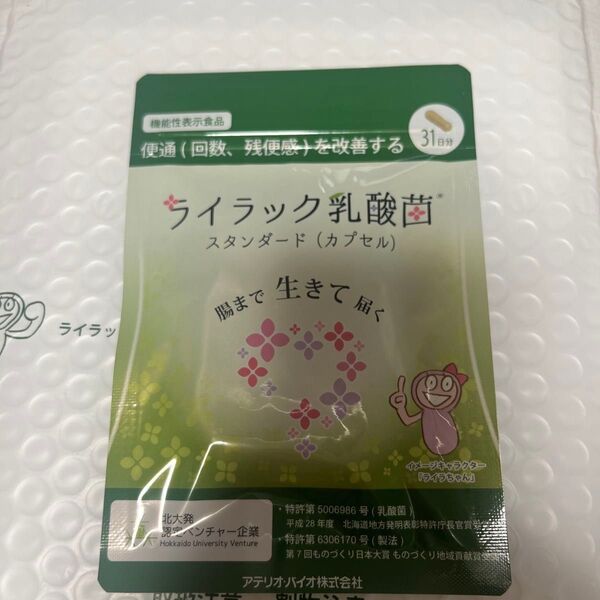 機能性表示食品
31日分
便通(回数、残便感)を改善する
ライラック乳酸菌®
スタンダード(カプセル)
腸まで 生きて 届く
ライラッ
イメージキャラクター
「ライラちゃん」
北大発
認定ベンチャー企業
Hokkaido University Venture
・特許第5006986号(乳酸菌)
平成28年度 北海道地方発明表彰特許庁長官賞受
・特許第6306170号(製法)
第7回ものづくり日本大賞 ものづくり地域貢献賞
アテリオ・バイオ株式会社